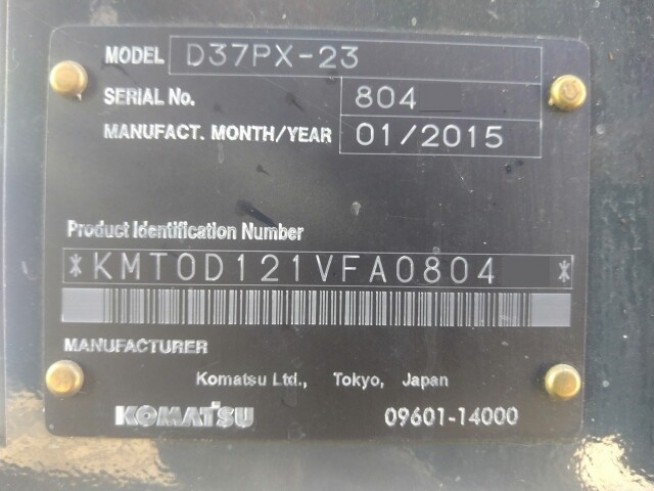 MODEL D37PX-23
SERIAL No. 804
MANUFACT. MONTH/YEAR 01/2015
Product Identification Number
*KMT0D121VFA0804 *
MANUFACTURER
Komatsu Ltd., Tokyo, Japan
KOMATSU 09601-14000